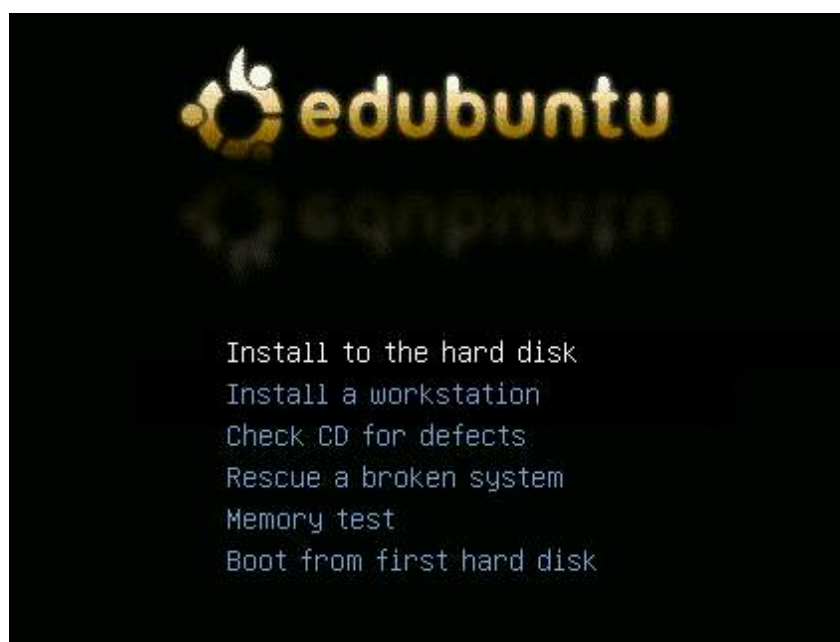 edubuntu
Install to the hard disk
Install a workstation
Check CD for defects
Rescue a broken system
Memory test
Boot from first hard disk